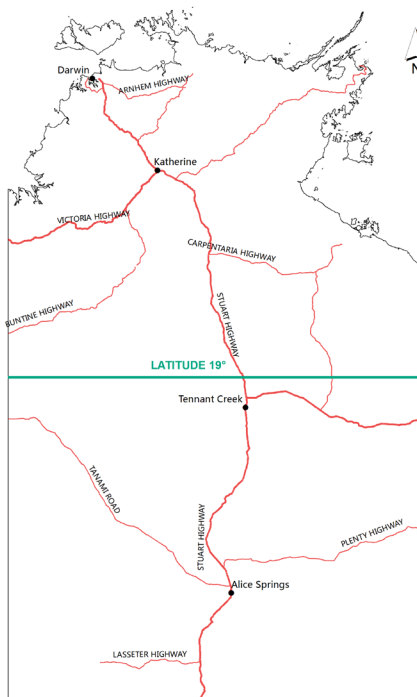 N
Darwin
ARNHEM HIGHWAY
Katherine
VICTORIA HIGHWAY
CARPENTARIA HIGHWAY
BUNTINE HIGHWAY
STUART HIGHWAY
LATITUDE 19°
Tennant Creek
TANAMI ROAD
STUART HIGHWAY
PLENTY HIGHWAY
Alice Springs
LASSETER HIGHWAY